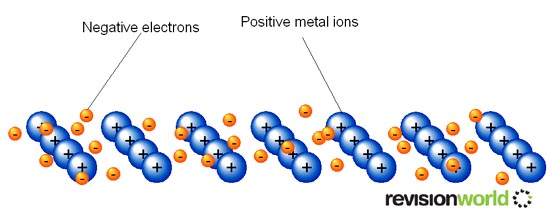 Negative electrons
Positive metal ions
revisionworld